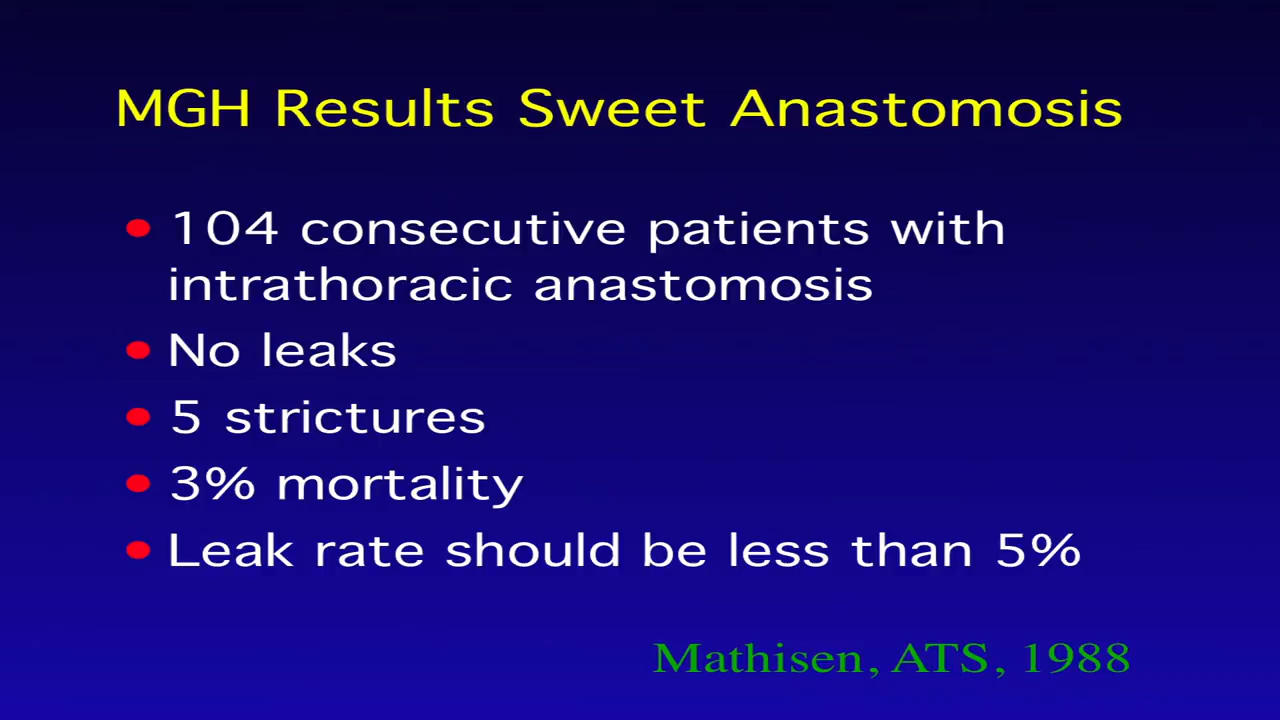 MGH Results Sweet Anastomosis
104 consecutive patients with
intrathoracic anastomosis
No leaks
5 strictures
3% mortality
Leak rate should be less than 5%
Mathisen, ATS, 1988